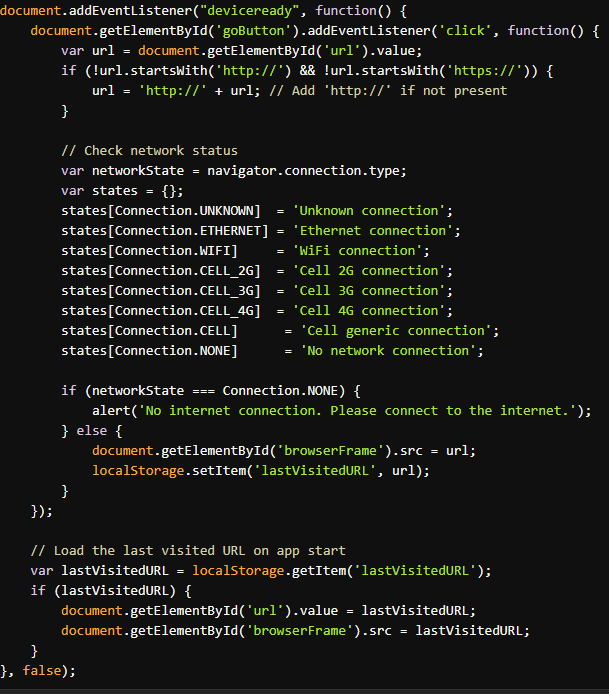 document.addEventListener("deviceready", function() {
    document.getElementById('goButton').addEventListener('click', function() {
        var url = document.getElementById('url').value;
        if (!url.startsWith('http://') && !url.startsWith('https://')) {
            url = 'http://' + url; // Add 'http://' if not present
        }

        // Check network status
        var networkState = navigator.connection.type;
        var states = {};
        states[Connection.UNKNOWN]  = 'Unknown connection';
        states[Connection.ETHERNET] = 'Ethernet connection';
        states[Connection.WIFI]     = 'WiFi connection';
        states[Connection.CELL_2G]  = 'Cell 2G connection';
        states[Connection.CELL_3G]  = 'Cell 3G connection';
        states[Connection.CELL_4G]  = 'Cell 4G connection';
        states[Connection.CELL]      = 'Cell generic connection';
        states[Connection.NONE]      = 'No network connection';

        if (networkState === Connection.NONE) {
            alert('No internet connection. Please connect to the internet.');
        } else {
            document.getElementById('browserFrame').src = url;
            localStorage.setItem('lastVisitedURL', url);
        }
    });

    // Load the last visited URL on app start
    var lastVisitedURL = localStorage.getItem('lastVisitedURL');
    if (lastVisitedURL) {
        document.getElementById('url').value = lastVisitedURL;
        document.getElementById('browserFrame').src = lastVisitedURL;
    }
}, false);